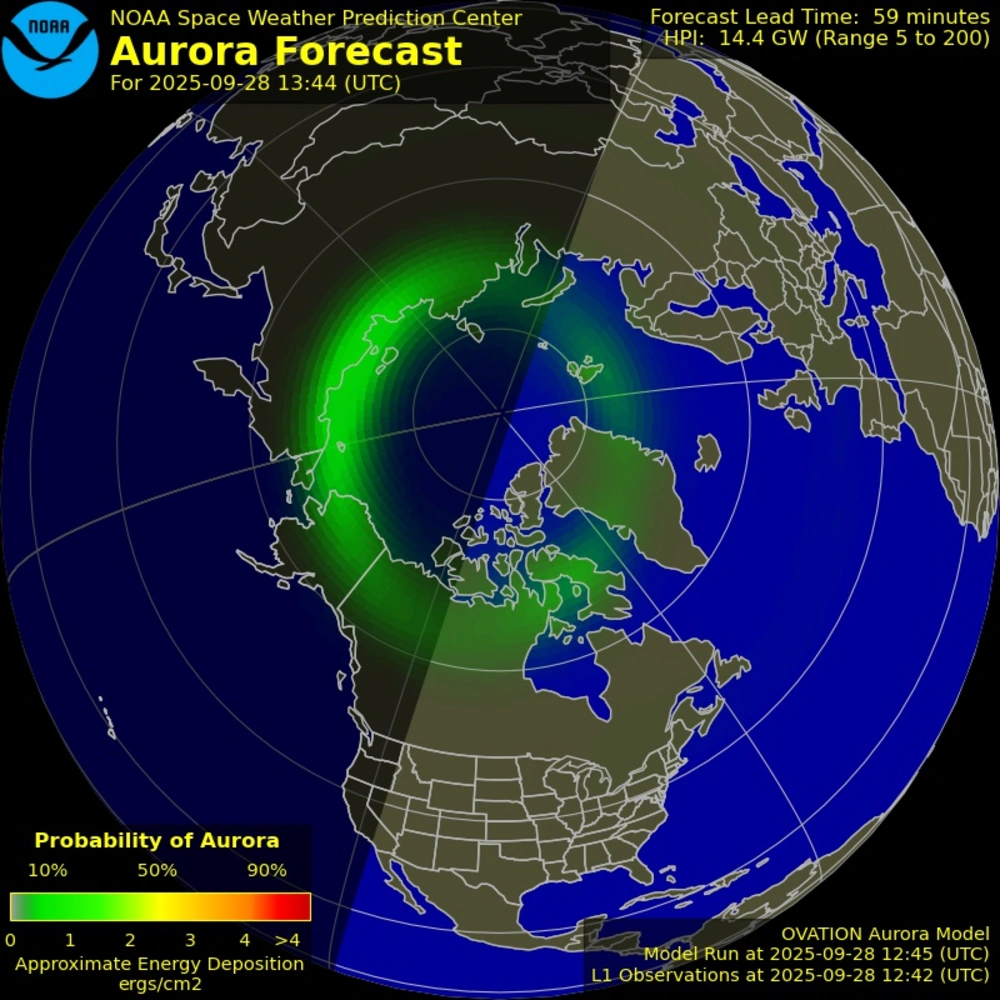 NOAA
NOAA Space Weather Prediction Center
Aurora Forecast
For 2025-09-28 13:44 (UTC)
Forecast Lead Time: 59 minutes
HPI: 14.4 GW (Range 5 to 200)
Probability of Aurora
10% 50% 90%
0 1 2 3 4 >4
Approximate Energy Deposition
ergs/cm2
OVATION Aurora Model
Model Run at 2025-09-28 12:45 (UTC)
L1 Observations at 2025-09-28 12:42 (UTC)